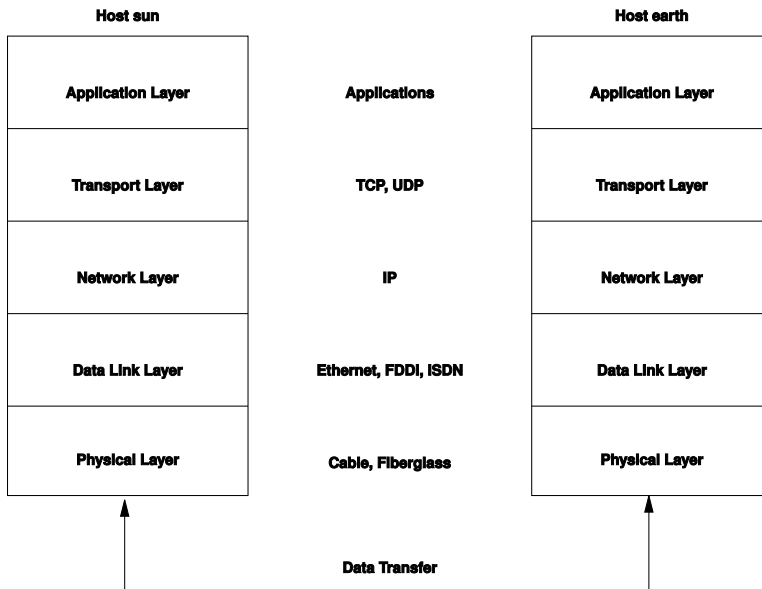 Host sun
Host earth
Application Layer
Applications
Application Layer
Transport Layer
TCP, UDP
Transport Layer
Network Layer
IP
Network Layer
Data Link Layer
Ethernet, FDDI, ISDN
Data Link Layer
Physical Layer
Cable, Fiberglass
Physical Layer
Data Transfer